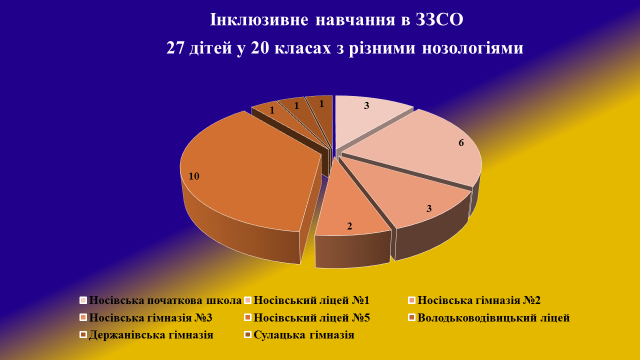 Інклюзивне навчання в ЗЗСО
27 дітей у 20 класах з різними нозологіями
1 1 1 3
6
10
3
2
Носівська початкова школа Носівський ліцей №1 Носівська гімназія №2
Носівська гімназія №3 Носівський ліцей №5 Володьководівицький ліцей
Держанівська гімназія Сулацька гімназія